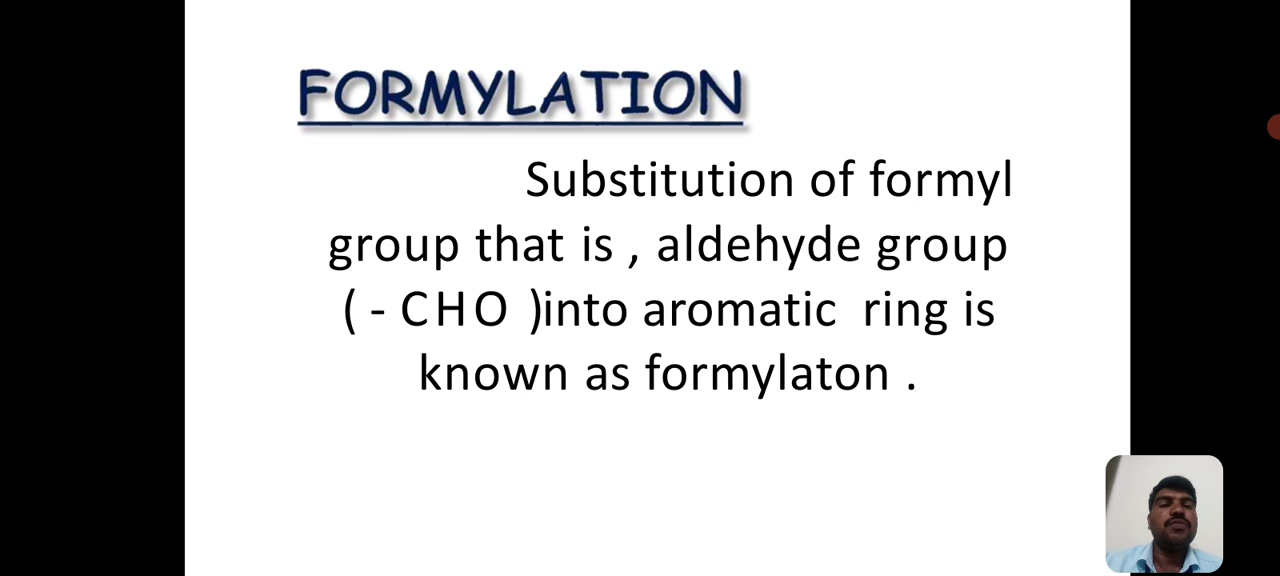 FORMYLATION
Substitution of formyl
group that is , aldehyde group
( - CHO )into aromatic ring is
known as formylaton .